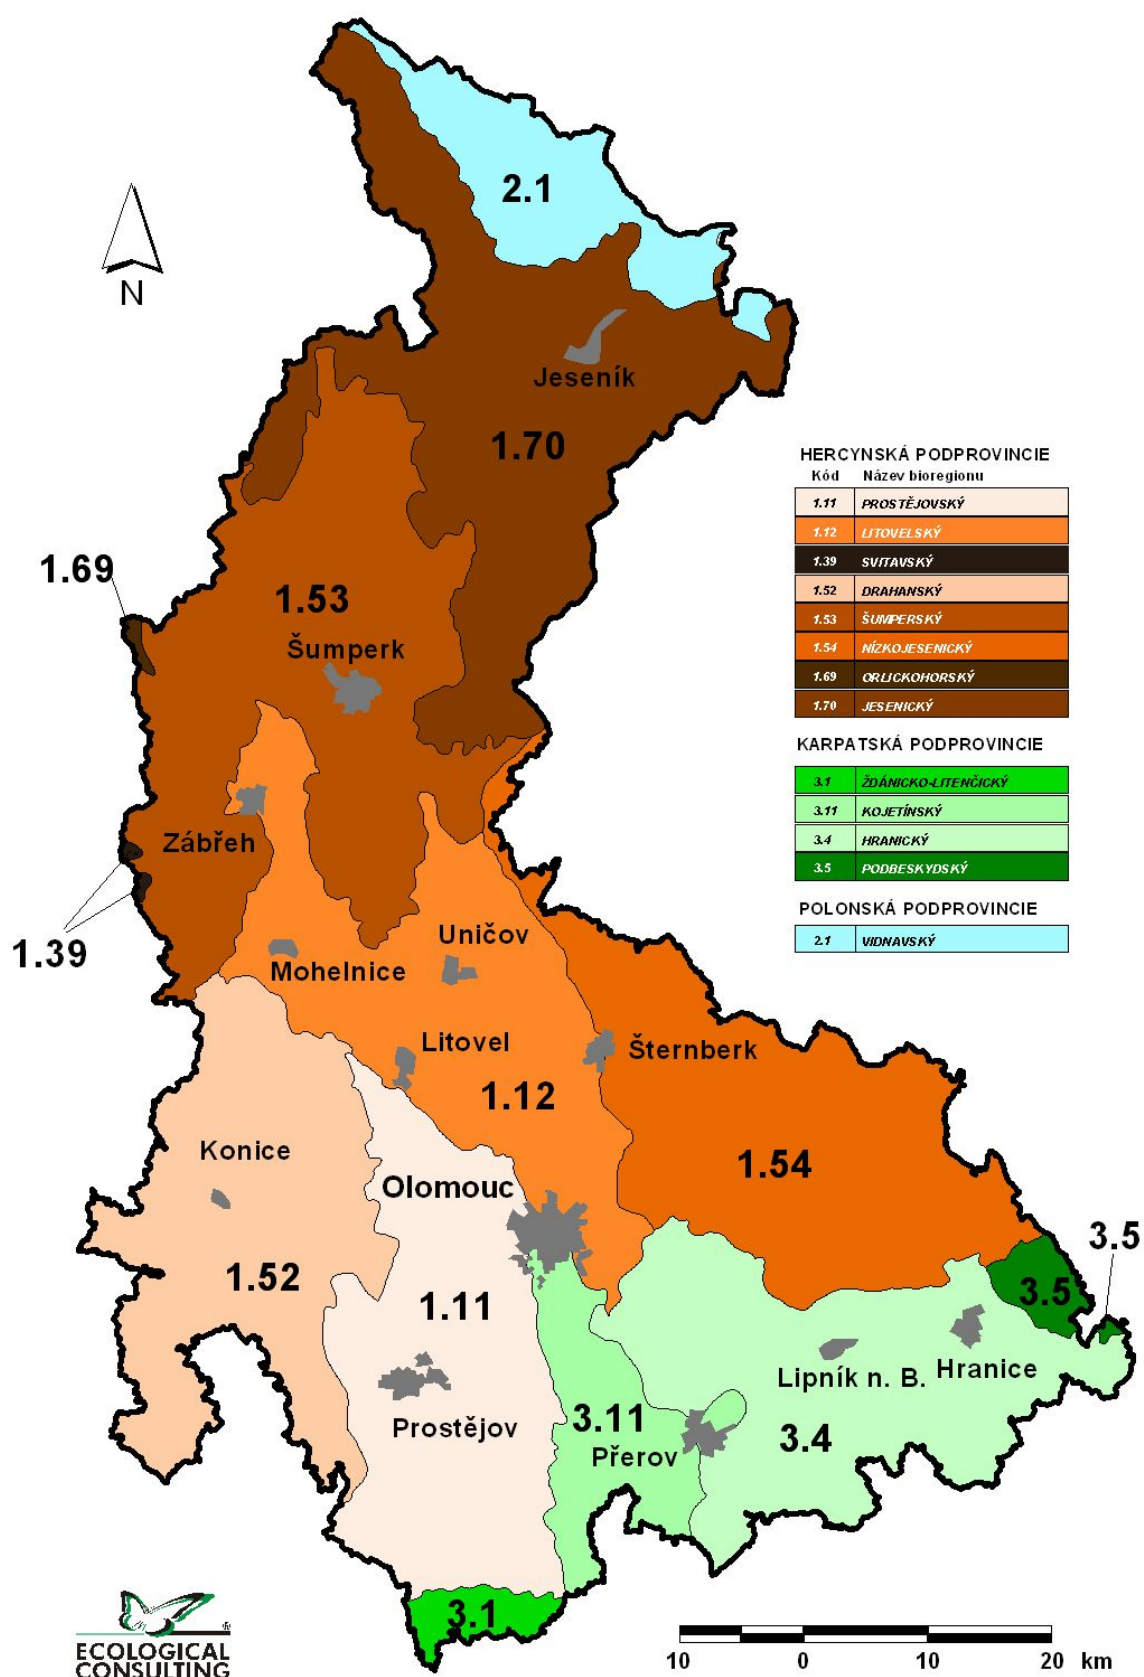 2.1
N
Jeseník
1.70
1.69
1.53
Šumperk
Zábřeh
1.39
Uničov
Mohelnice
Litovel
Šternberk
1.12
Konice
1.54
Olomouc
3.5
1.52
3.5
1.11
Lipník n. B.
Hranice
3.11
Prostějov
Přerov
3.4
3.1
HERCYNSKÁ PODPROVINCIE
Kód Název bioregionu
1.11 PROSTĚJOVSKÝ
1.12 LITOVELSKÝ
1.39 SVITAVSKÝ
1.52 DRAHANSKÝ
1.53 ŠUMPERSKÝ
1.54 NÍZKOJESENICKÝ
1.69 ORLICKOHORSKÝ
1.70 JESENICKÝ
KARPATSKÁ PODPROVINCIE
3.1 ŽDÁNICKO-LITENČICKÝ
3.11 KOJETÍNSKÝ
3.4 HRANICKÝ
3.5 PODBESKYDSKÝ
POLONSKÁ PODPROVINCIE
2.1 VIDNAVSKÝ
ECOLOGICAL
CONSULTING
10 0 10 20 km